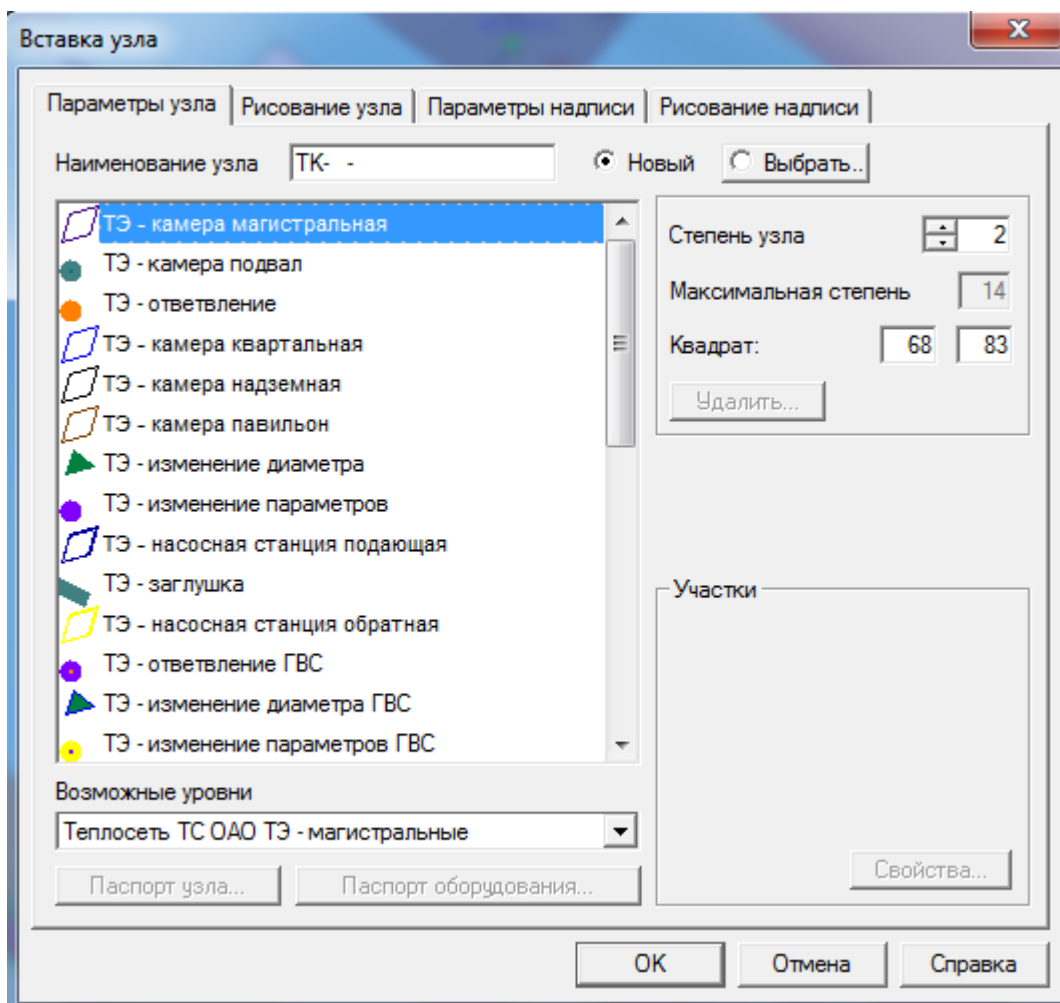 Вставка узла
Параметры узла Рисование узла Параметры надписи Рисование надписи
Наименование узла ТК- - Новый Выбрать..
ТЭ - камера магистральная
ТЭ - камера подвал
ТЭ - ответвление
ТЭ - камера квартальная
ТЭ - камера надземная
ТЭ - камера павильон
ТЭ - изменение диаметра
ТЭ - изменение параметров
ТЭ - насосная станция подающая
ТЭ - заглушка
ТЭ - насосная станция обратная
ТЭ - ответвление ГВС
ТЭ - изменение диаметра ГВС
ТЭ - изменение параметров ГВС
Степень узла 2
Максимальная степень 14
Квадрат: 68 83
Удалить...
Участки
Свойства...
Возможные уровни
Теплосеть ТС ОАО ТЭ - магистральные
Паспорт узла... Паспорт оборудования...
OK Отмена Справка